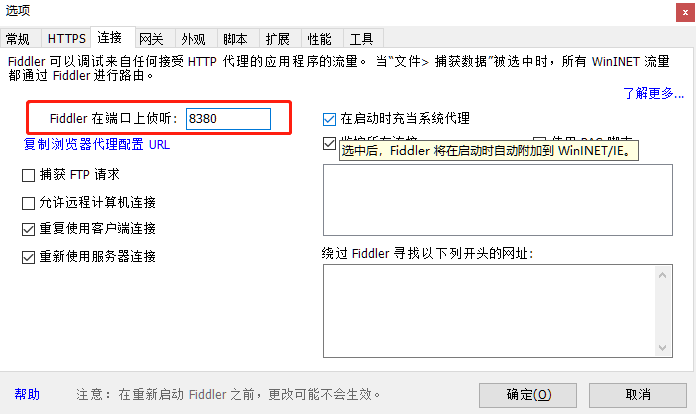 选项
常规 HTTPS 连接 网关 外观 脚本 扩展 性能 工具
Fiddler 可以调试来自任何接受 HTTP 代理的应用程序的流量。 当“文件> 捕获数据”被选中时，所有 WinINET 流量
都通过 Fiddler 进行路由。
了解更多...
Fiddler 在端口上侦听: 8380
复制浏览器代理配置 URL
捕获 FTP 请求
允许远程计算机连接
重复使用客户端连接
重新使用服务器连接
在启动时充当系统代理
监控所有连接 使用 PAC 脚本
选中后，Fiddler 将在启动时自动附加到 WinINET/IE。
绕过 Fiddler 寻找以下列开头的网址:
帮助 注意：在重新启动 Fiddler 之前，更改可能不会生效。
确定(O) 取消